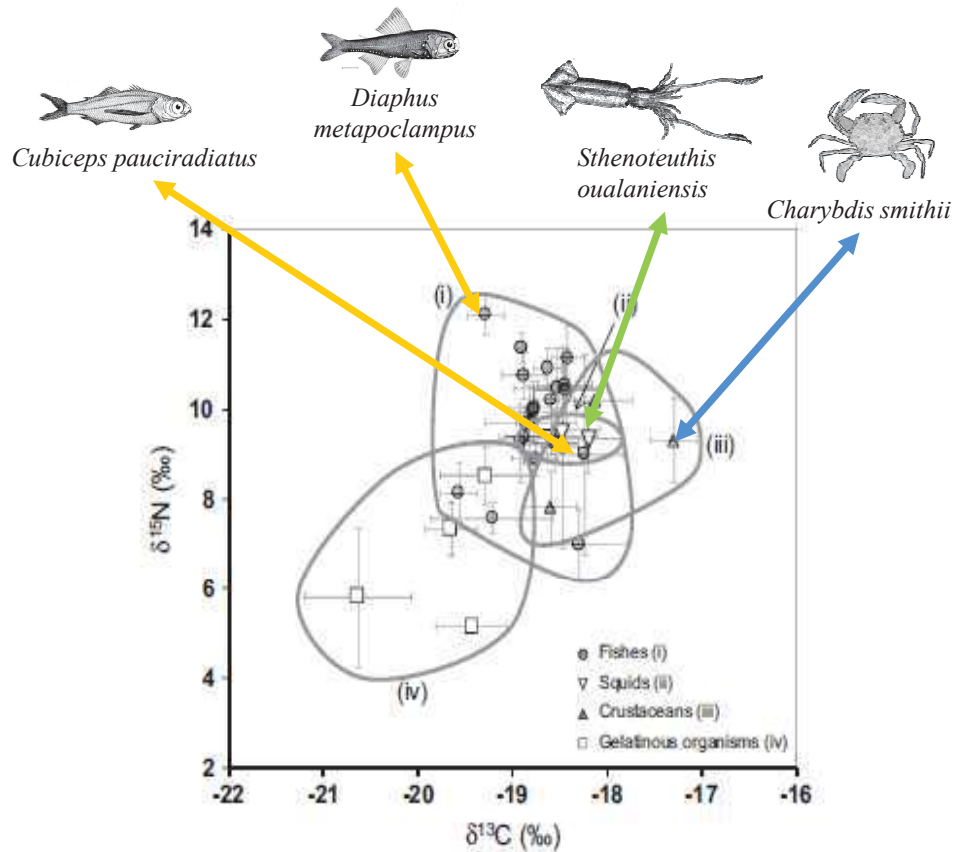 Diaphus
metapoclampus
Cubiceps pauciradiatus
Sthenoteuthis
oualaniensis
Charybdis smithii
14
12
10
8
6
4
2
δ¹⁵N (‰)
(i)
(ii)
(iii)
(iv)
Fishes (i)
Squids (ii)
Crustaceans (iii)
Gelatinous organisms (iv)
-22 -21 -20 -19 -18 -17 -16
δ¹³C (‰)